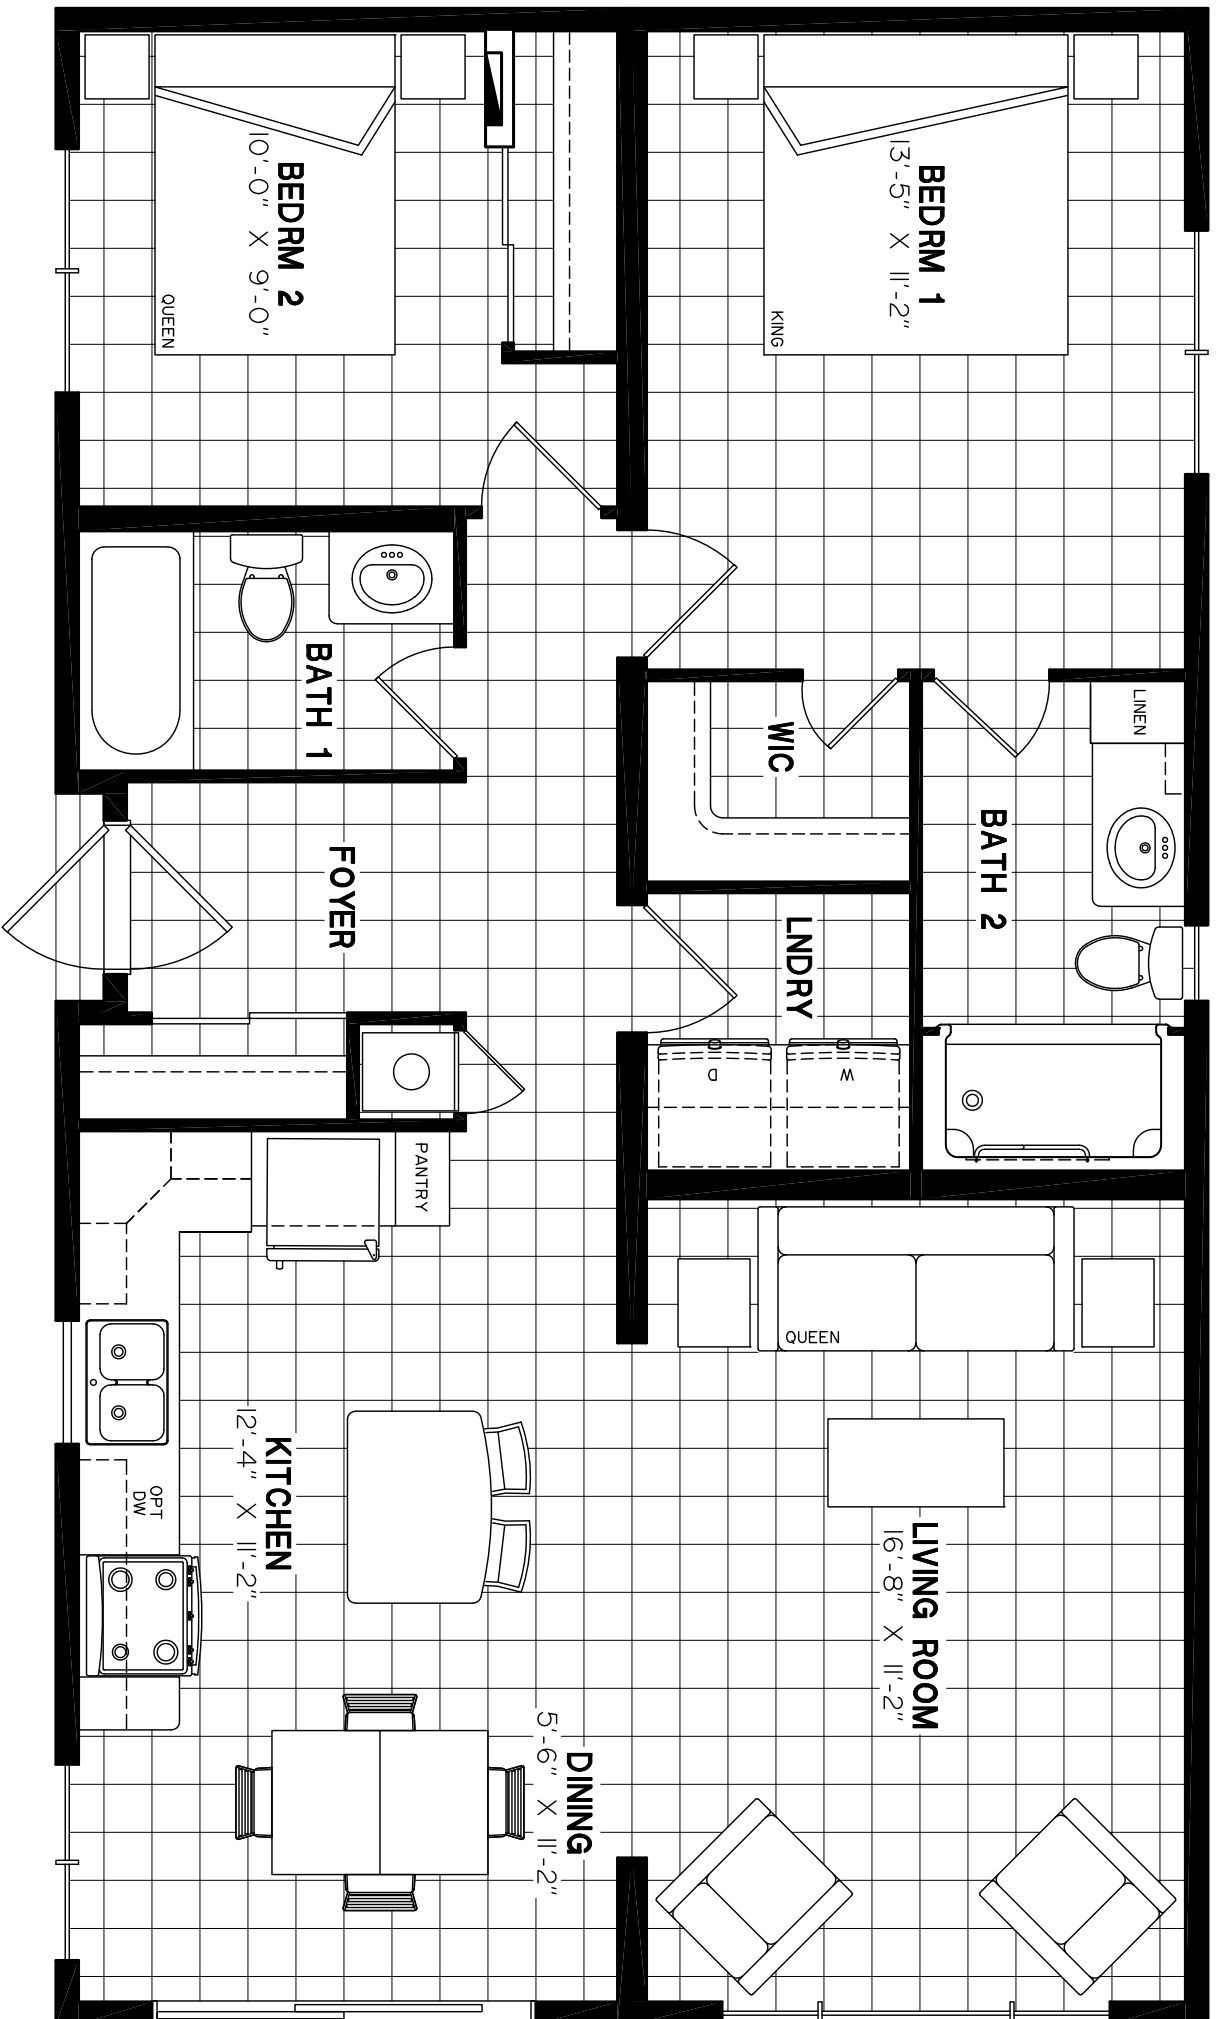 BEDRM 1
13'-5" X 11'-2"
KING
BEDRM 2
10'-0" X 9'-0"
QUEEN
LINEN
BATH 2
WIC
BATH 1
LNDRY
W
D
FOYER
PANTRY
QUEEN
LIVING ROOM
16'-8" X 11'-2"
KITCHEN
12'-4" X 11'-2"
OPT
DW
DINING
5'-6" X 11'-2"